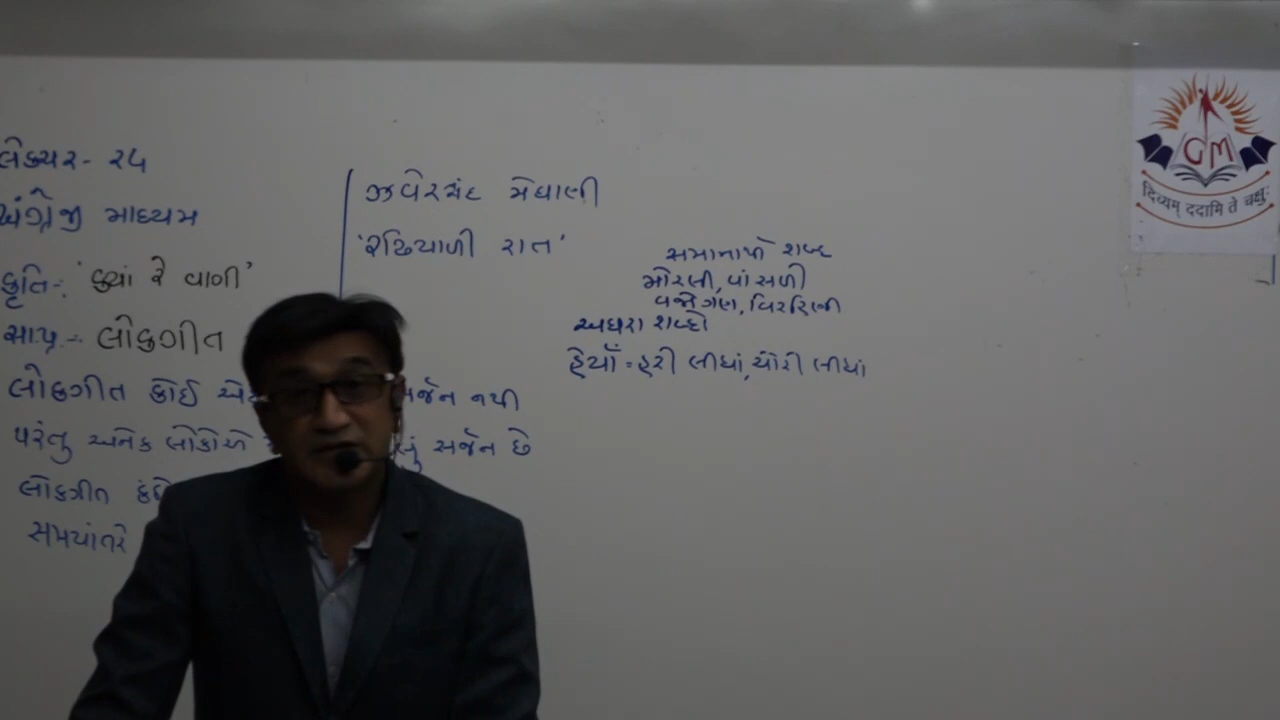 લેક્ચર - ૨૫
અંગ્રેજી માધ્યમ
કૃતિ:- 'ક્યાં રે વાગી'
સા.પ્ર. :- લોકગીત
લોકગીત કોઈ સર્જન નથી
પરંતુ અનેક લોકોએ સર્જન છે
લોકગીત
સમયાંતરે
ઝવેરચંદ મેઘાણી
'રઢિયાળી રાત'
સમાનાર્થી શબ્દ
મોરલી, વાંસળી
વજોગણ, વિરહિણી
અઘરા શબ્દો
હેર્યાં = હરી લીધાં, ચોરી લીધાં
GM
દિવ્યમ્ દદામિ તે ચક્ષુઃ